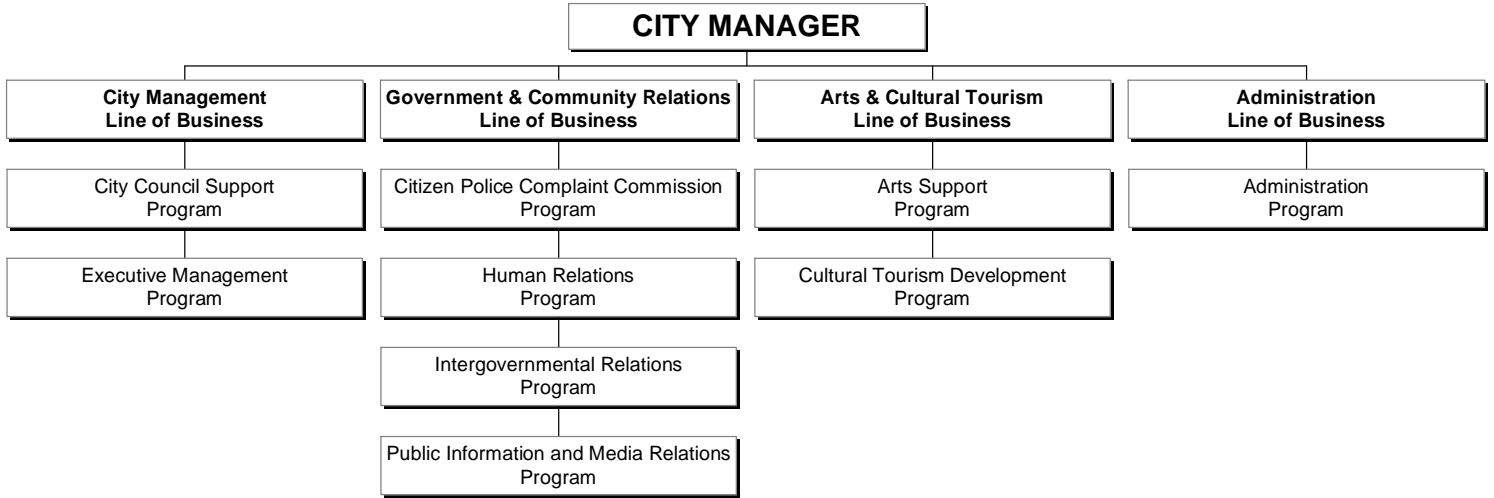 CITY MANAGER
City Management
Line of Business
City Council Support
Program
Executive Management
Program
Government & Community Relations
Line of Business
Citizen Police Complaint Commission
Program
Human Relations
Program
Intergovernmental Relations
Program
Public Information and Media Relations
Program
Arts & Cultural Tourism
Line of Business
Arts Support
Program
Cultural Tourism Development
Program
Administration
Line of Business
Administration
Program